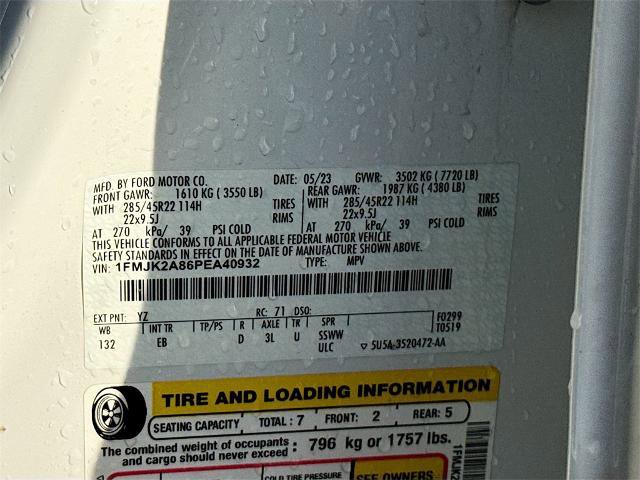 MFD. BY FORD MOTOR CO. DATE: 05/23 GVWR: 3502 KG ( 7720 LB)
FRONT GAWR: 1610 KG ( 3550 LB) REAR GAWR: 1987 KG ( 4380 LB)
WITH 285/45R22 114H TIRES WITH 285/45R22 114H TIRES
22x9.5J RIMS 22x9.5J RIMS
AT 270 kPa/ 39 PSI COLD AT 270 kPa/ 39 PSI COLD
THIS VEHICLE CONFORMS TO ALL APPLICABLE FEDERAL MOTOR VEHICLE
SAFETY STANDARDS IN EFFECT ON THE DATE OF MANUFACTURE SHOWN ABOVE.
VIN: 1FMJK2A86PEA40932 TYPE: MPV
EXT PNT: YZ RC: 71 DSO: F0299
WB INT TR TP/PS R AXLE TR SPR T0519
132 EB D 3L U SSWW
ULC ▽ 5U5A-3520472-AA
TIRE AND LOADING INFORMATION
SEATING CAPACITY TOTAL : 7 FRONT: 2 REAR: 5
The combined weight of occupants and cargo should never exceed : 796 kg or 1757 lbs.
COLD TIRE PRESSURE SEE OWNERS
1FMJK2